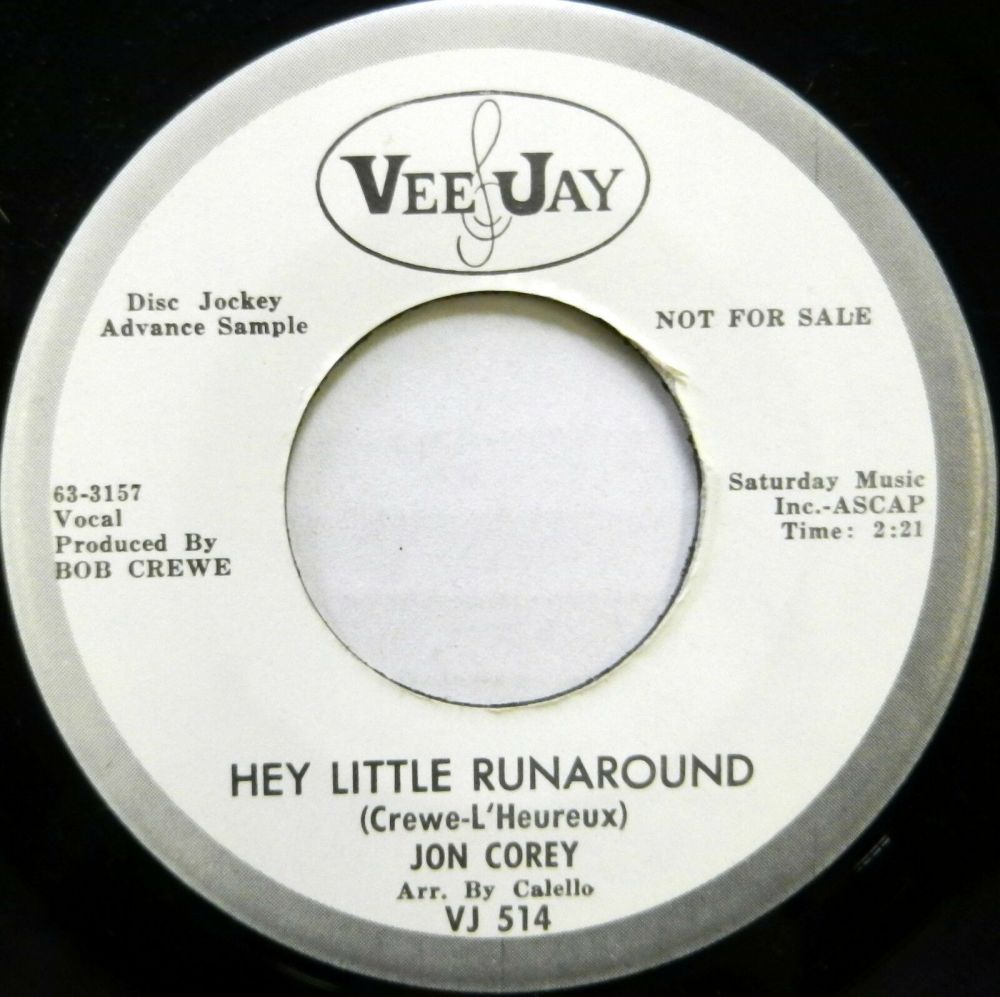 VEE JAY
Disc Jockey
Advance Sample
NOT FOR SALE
63-3157
Vocal
Produced By
BOB CREWE
Saturday Music
Inc.-ASCAP
Time: 2:21
HEY LITTLE RUNAROUND
(Crewe-L'Heureux)
JON COREY
Arr. By Calello
VJ 514